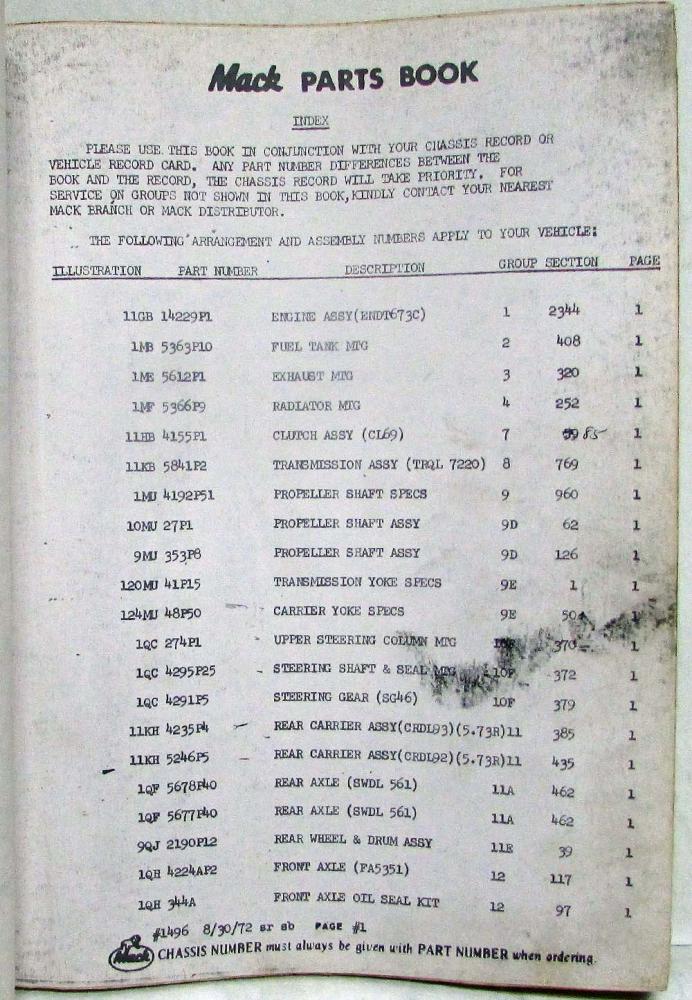 Mack PARTS BOOK
INDEX
PLEASE USE THIS BOOK IN CONJUNCTION WITH YOUR CHASSIS RECORD OR
VEHICLE RECORD CARD. ANY PART NUMBER DIFFERENCES BETWEEN THE
BOOK AND THE RECORD, THE CHASSIS RECORD WILL TAKE PRIORITY. FOR
SERVICE ON GROUPS NOT SHOWN IN THIS BOOK,KINDLY CONTACT YOUR NEAREST
MACK BRANCH OR MACK DISTRIBUTOR.
THE FOLLOWING ARRANGEMENT AND ASSEMBLY NUMBERS APPLY TO YOUR VEHICLE:
ILLUSTRATION PART NUMBER DESCRIPTION GROUP SECTION PAGE
11GB 14229P1 ENGINE ASSY(ENDT673C) 1 2344 1
1MB 5363P10 FUEL TANK MTG 2 408 1
1ME 5612P1 EXHAUST MTG 3 320 1
1MF 5366P9 RADIATOR MTG 4 252 1
11HB 4155P1 CLUTCH ASSY (CL69) 7 85 1
11KB 5841P2 TRANSMISSION ASSY (TRQL 7220) 8 769 1
1MU 4192P51 PROPELLER SHAFT SPECS 9 960 1
10MU 27P1 PROPELLER SHAFT ASSY 9D 62 1
9MU 353P8 PROPELLER SHAFT ASSY 9D 126 1
120MU 41P15 TRANSMISSION YOKE SPECS 9E 1 1
124MU 48P50 CARRIER YOKE SPECS 9E 50 1
1QC 274P1 UPPER STEERING COLUMN MTG 10F 370 1
1QC 4295P25 STEERING SHAFT & SEAL MTG 10F 372 1
1QC 4291P5 STEERING GEAR (SG46) 10F 379 1
11KH 4235P4 REAR CARRIER ASSY(CRDL93)(5.73R)11 385 1
11KH 5246P5 REAR CARRIER ASSY(CRDL92)(5.73R)11 435 1
1QF 5678P40 REAR AXLE (SWDL 561) 11A 462 1
1QF 5677P40 REAR AXLE (SWDL 561) 11A 462 1
9QJ 2190P12 REAR WHEEL & DRUM ASSY 11E 39 1
1QH 4224AP2 FRONT AXLE (FA5351) 12 117 1
1QH 344A FRONT AXLE OIL SEAL KIT 12 97 1
#1496 8/30/72 sr sb PAGE #1
Mack CHASSIS NUMBER must always be given with PART NUMBER when ordering.